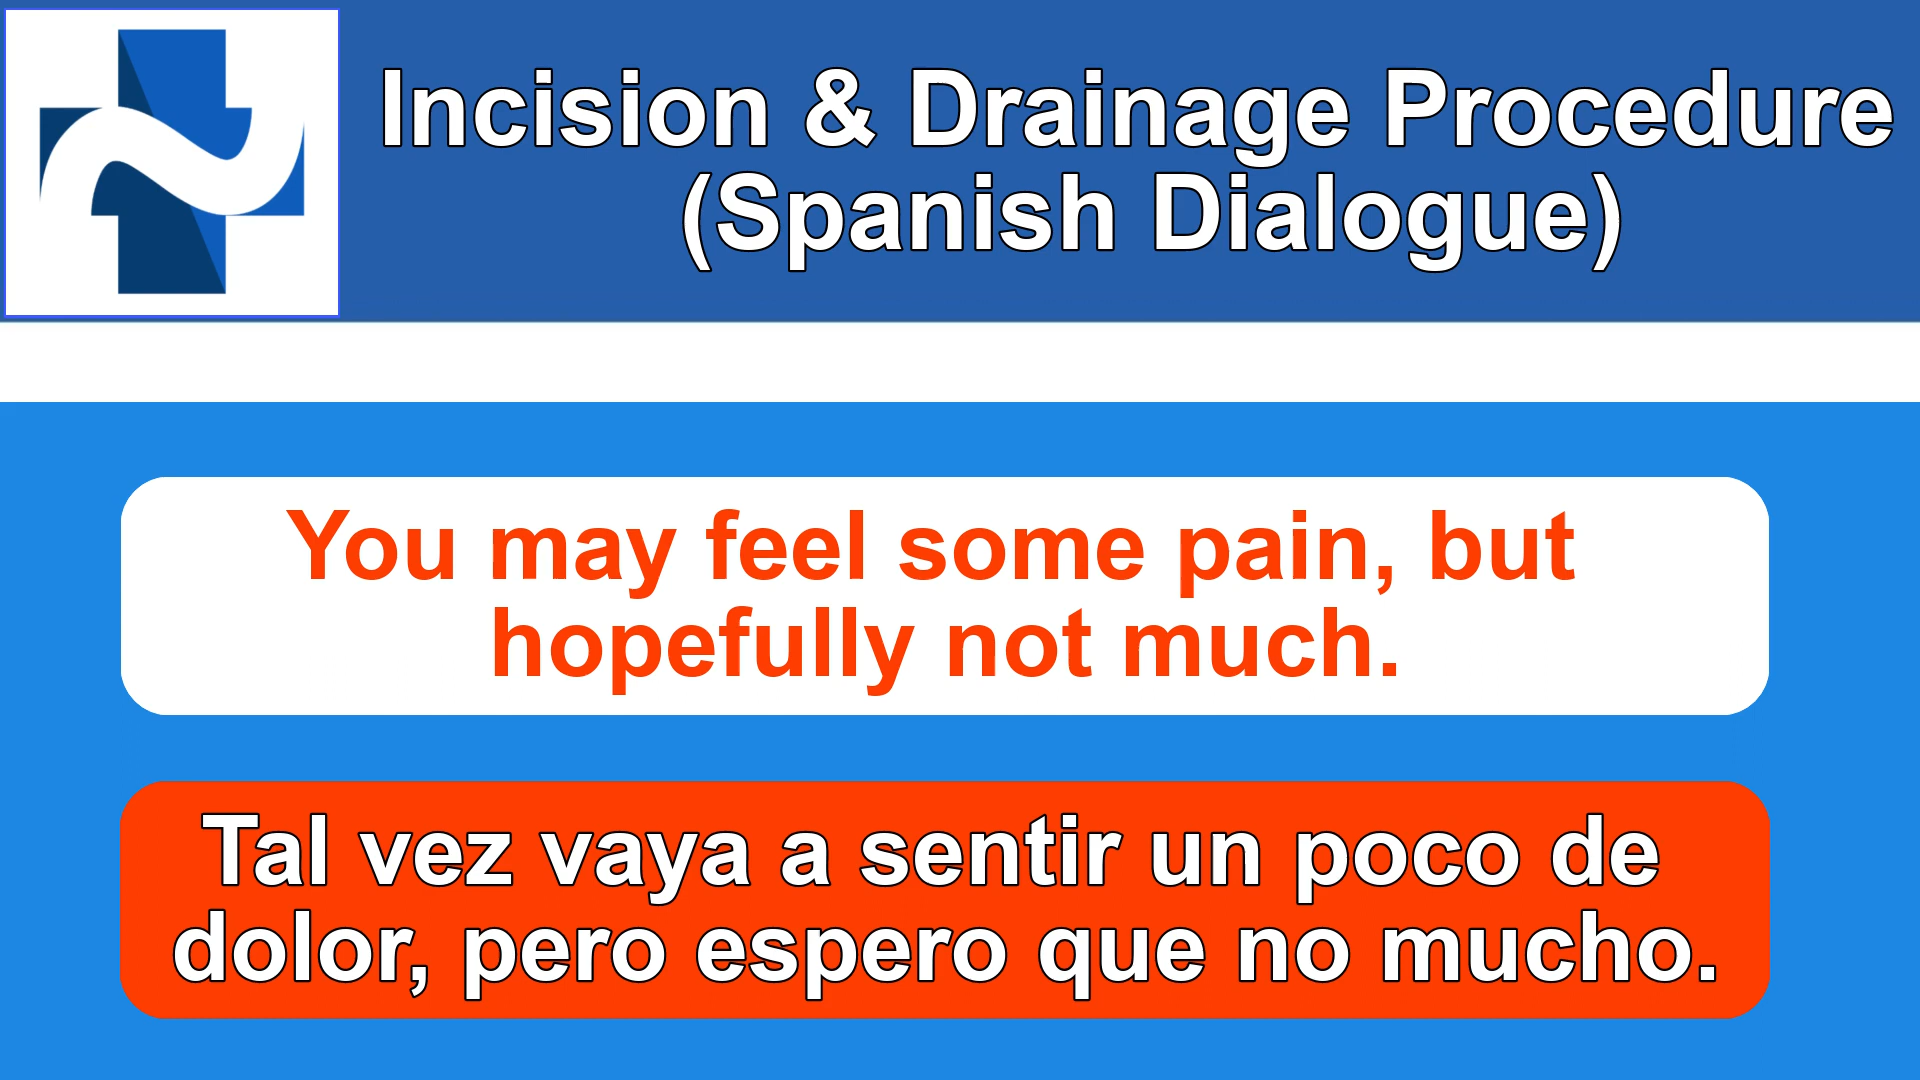 Incision & Drainage Procedure
(Spanish Dialogue)
You may feel some pain, but
hopefully not much.
Tal vez vaya a sentir un poco de
dolor, pero espero que no mucho.